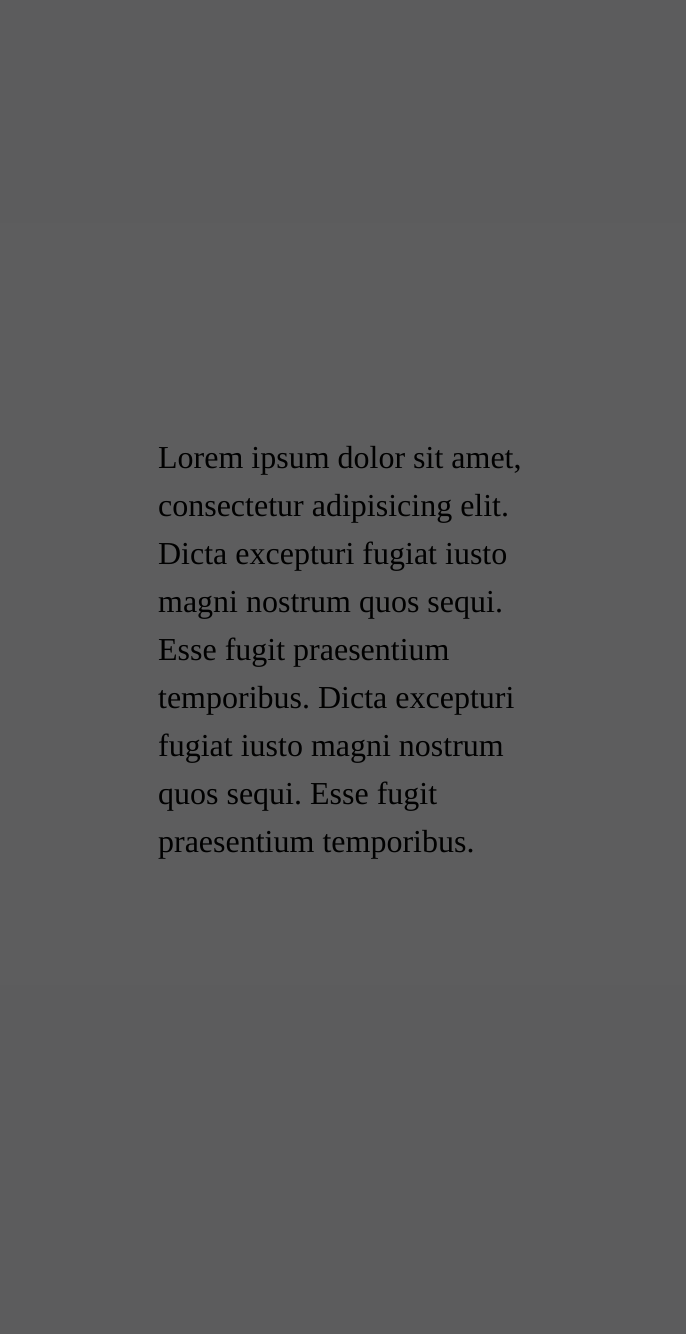 Lorem ipsum dolor sit amet,
consectetur adipisicing elit.
Dicta excepturi fugiat iusto
magni nostrum quos sequi.
Esse fugit praesentium
temporibus. Dicta excepturi
fugiat iusto magni nostrum
quos sequi. Esse fugit
praesentium temporibus.